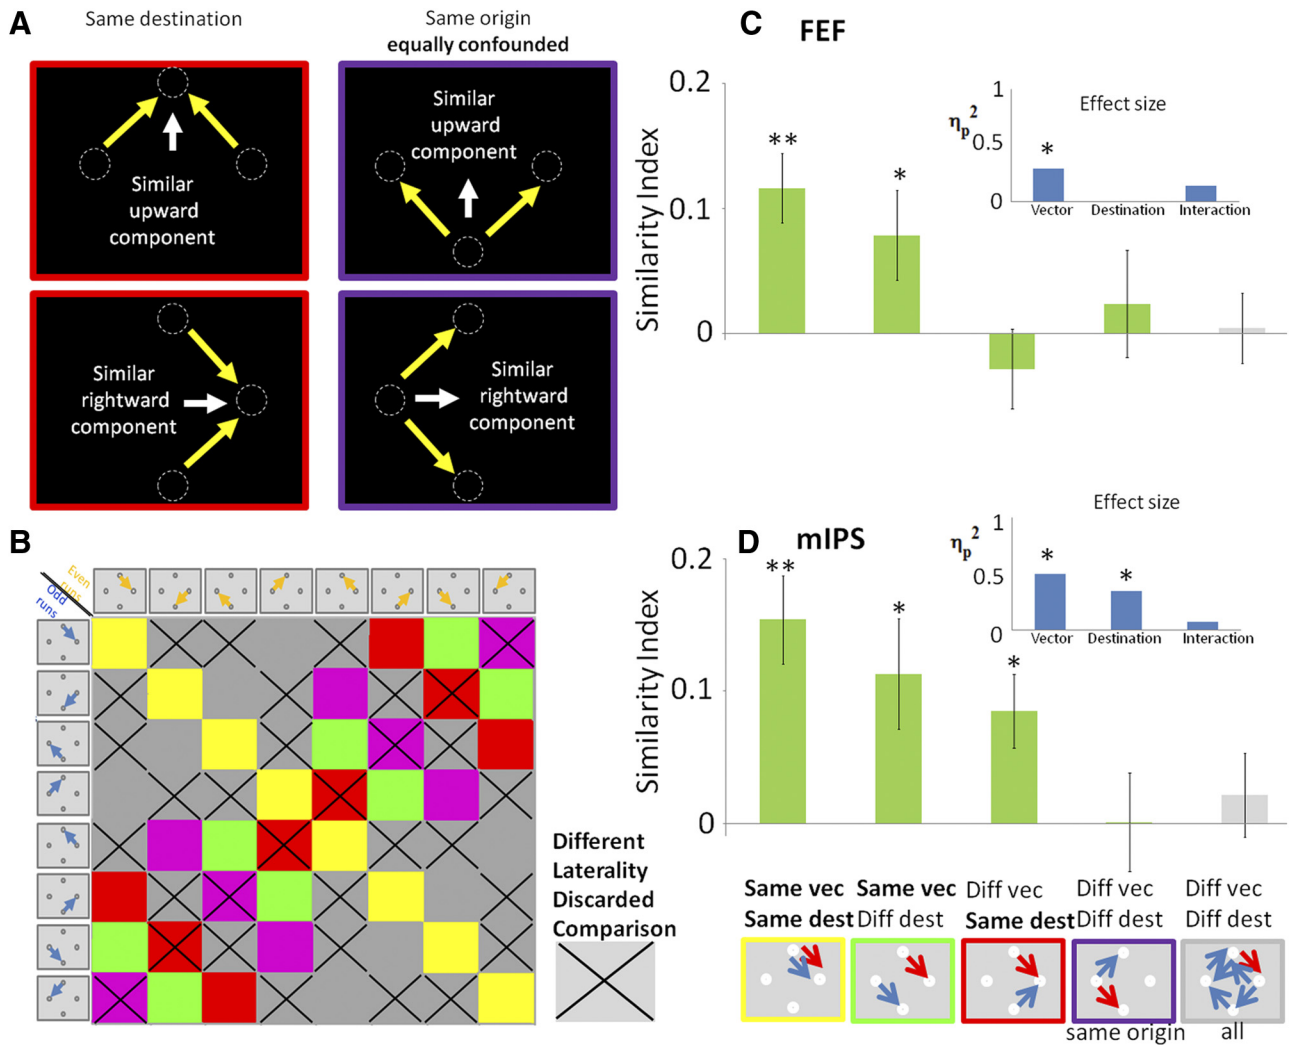 A
Same destination
Same origin
equally confounded
Similar
upward
component
Similar
upward
component
Similar
rightward
component
Similar
rightward
component
B
Even
runs
Odd
runs
Different
Laterality
Discarded
Comparison
C
FEF
Similarity Index
0.2
0.1
0
**
*
Effect size
ηp²
1
0.5
0
*
Vector
Destination
Interaction
D
mIPS
Similarity Index
0.2
0.1
0
**
*
*
Effect size
ηp²
1
0.5
0
*
*
Vector
Destination
Interaction
Same vec
Same dest
Same vec
Diff dest
Diff vec
Same dest
Diff vec
Diff dest
Diff vec
Diff dest
same origin
all